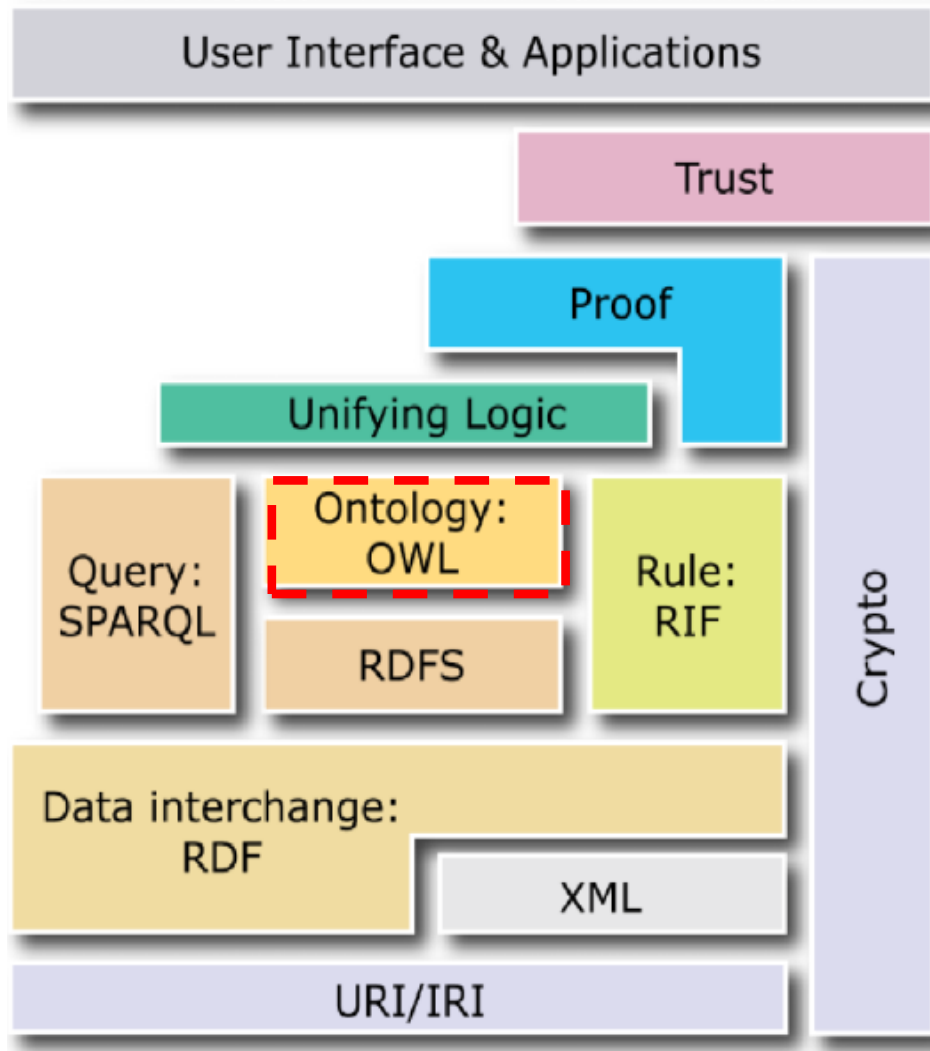 User Interface & Applications
Trust
Proof
Unifying Logic
Ontology:
OWL
Query:
SPARQL
Rule:
RIF
RDFS
Crypto
Data interchange:
RDF
XML
URI/IRI